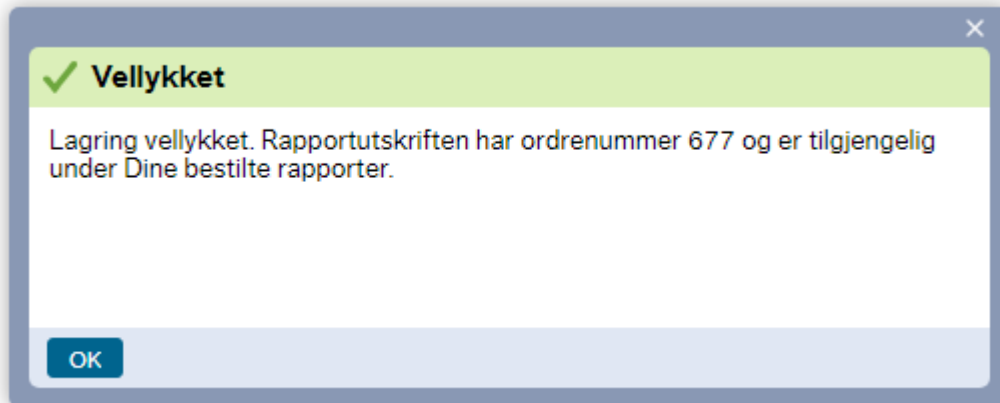 Vellykket
Lagring vellykket. Rapportutskriften har ordrenummer 677 og er tilgjengelig
under Dine bestilte rapporter.
OK